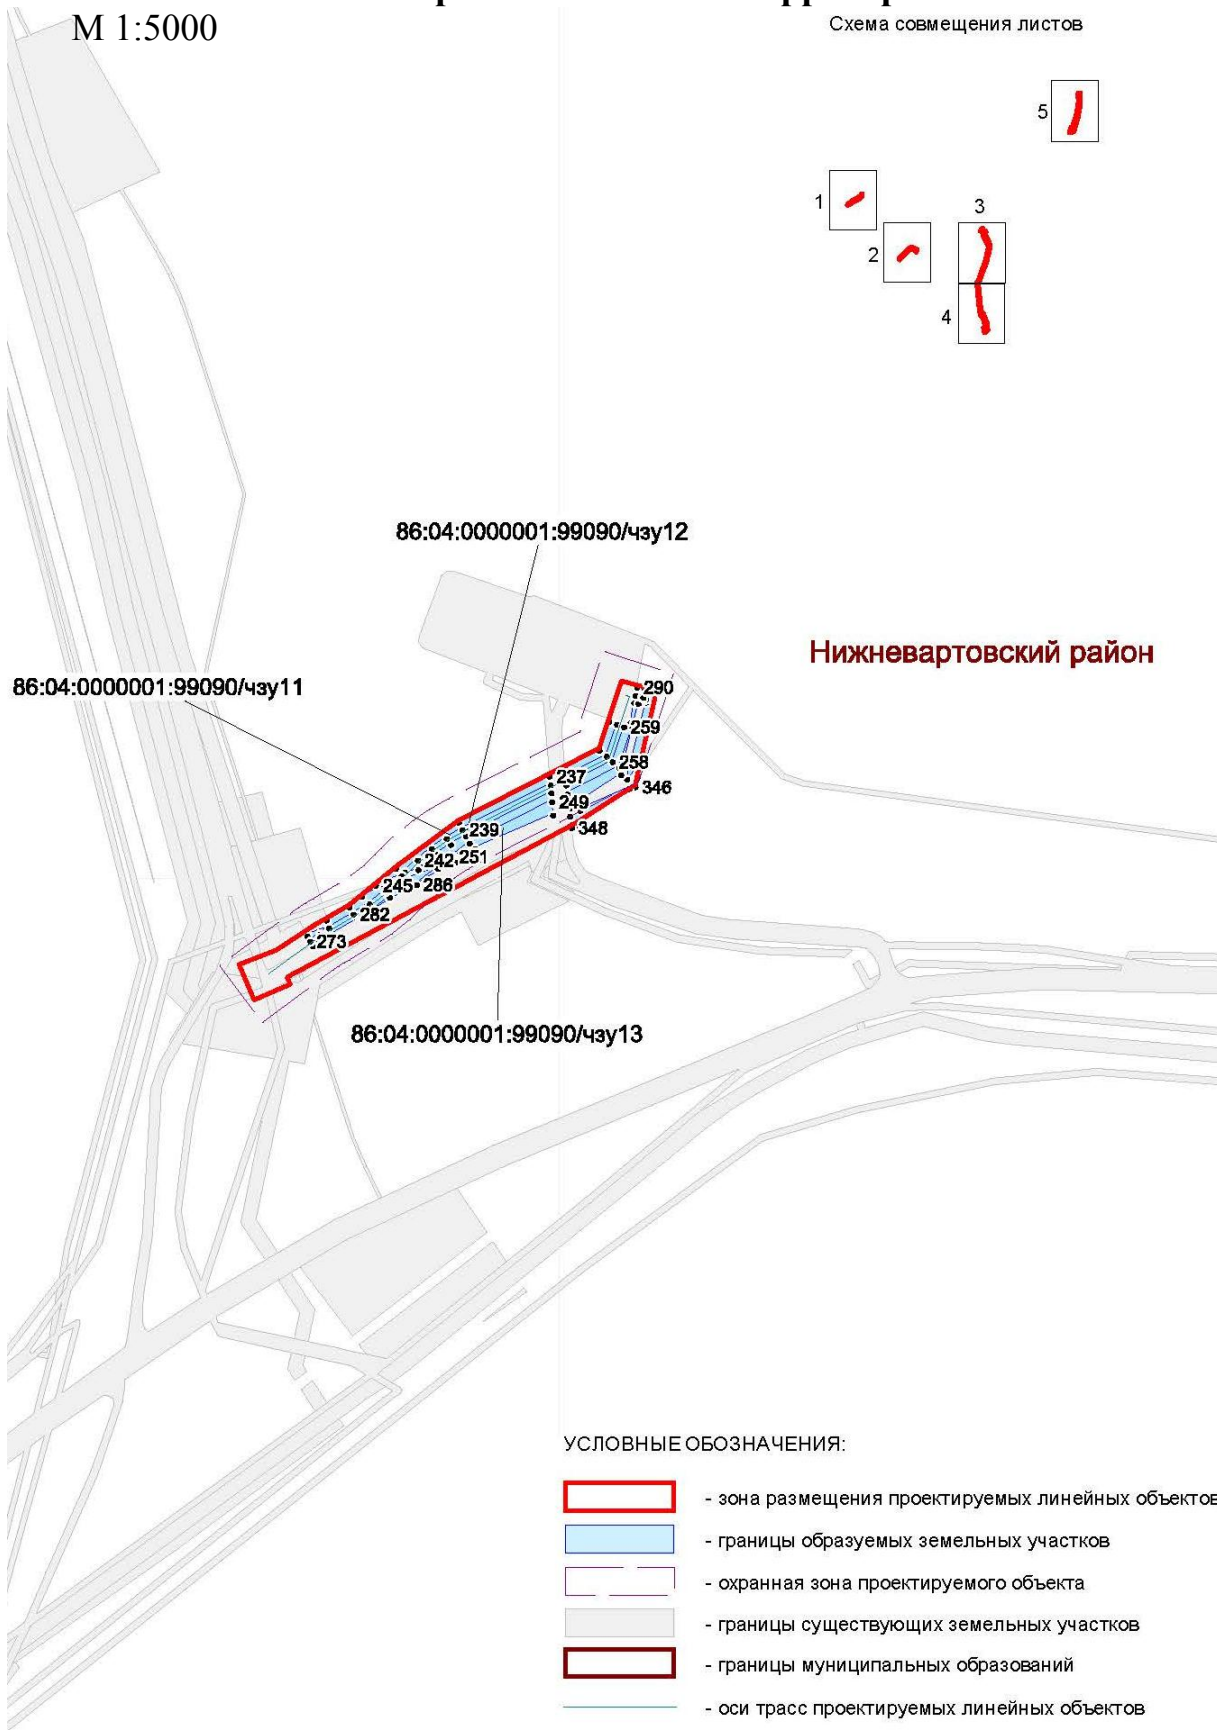 М 1:5000
Схема совмещения листов
5
1
3
2
4
86:04:0000001:99090/чзу12
Нижневартовский район
86:04:0000001:99090/чзу11
290
259
258
237
346
249
348
239
251
242
245
286
282
273
86:04:0000001:99090/чзу13
УСЛОВНЫЕ ОБОЗНАЧЕНИЯ:
- зона размещения проектируемых линейных объектов
- границы образуемых земельных участков
- охранная зона проектируемого объекта
- границы существующих земельных участков
- границы муниципальных образований
- оси трасс проектируемых линейных объектов